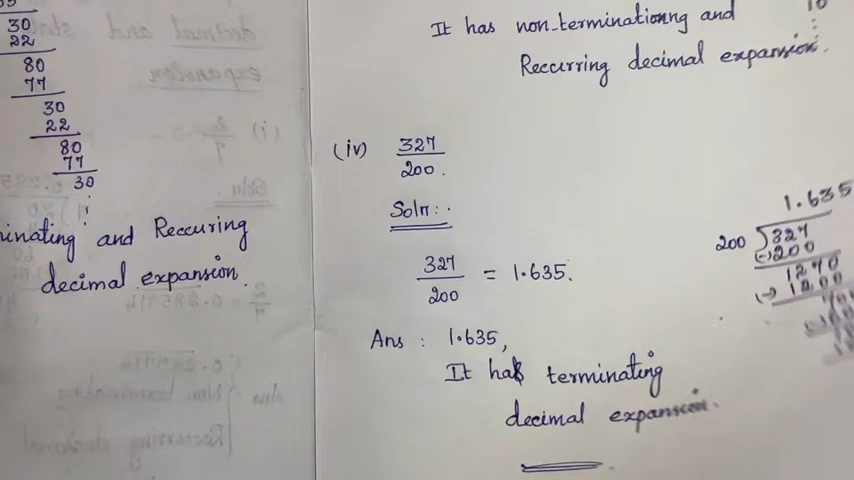 30
22
80
77
30
22
80
77
30
and Reccuring
decimal expansion.
It has non-terminationng and
Reccurring decimal expansion.
(iv) 327
200.
Soln:.
327
200
= 1.635.
Ans : 1.635,
It has terminating
decimal expansion.
1.635
200 ) 327
(-) 200
1270
(-) 1200